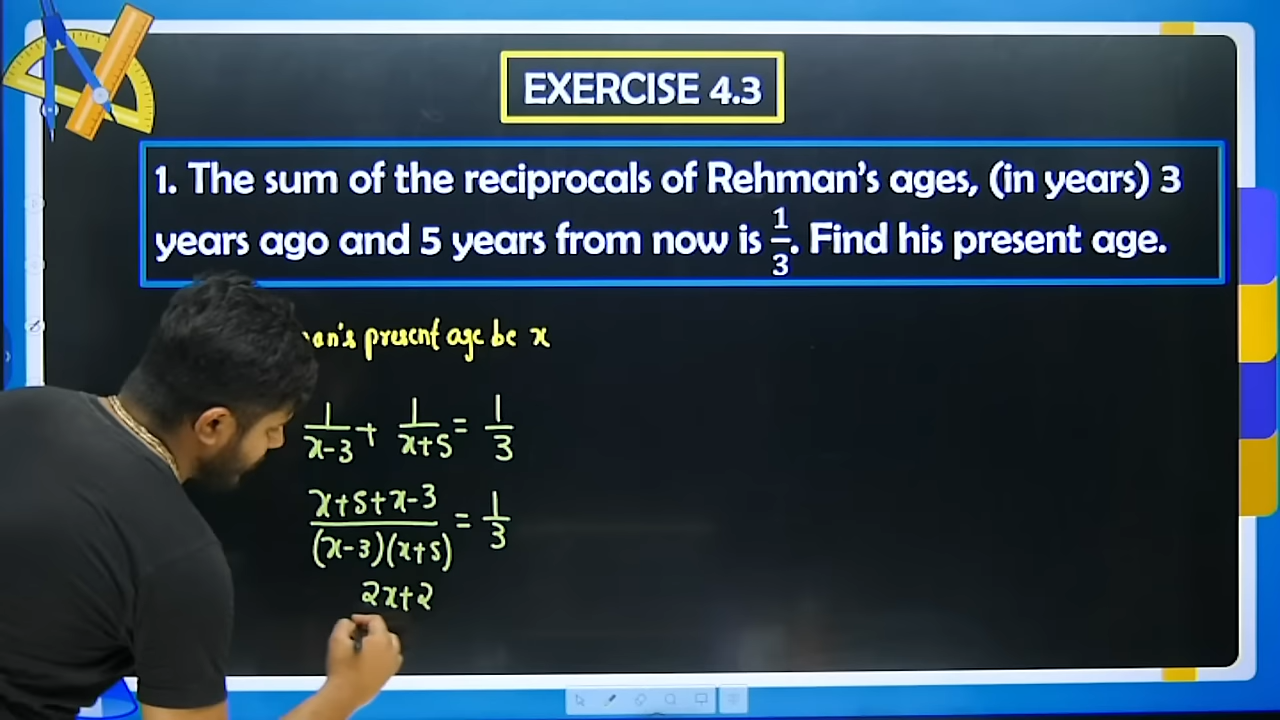 EXERCISE 4.3
1. The sum of the reciprocals of Rehman's ages, (in years) 3
years ago and 5 years from now is 1/3. Find his present age.
present age be x
1/(x-3) + 1/(x+5) = 1/3
(x+5+x-3)/((x-3)(x+5)) = 1/3
2x+2